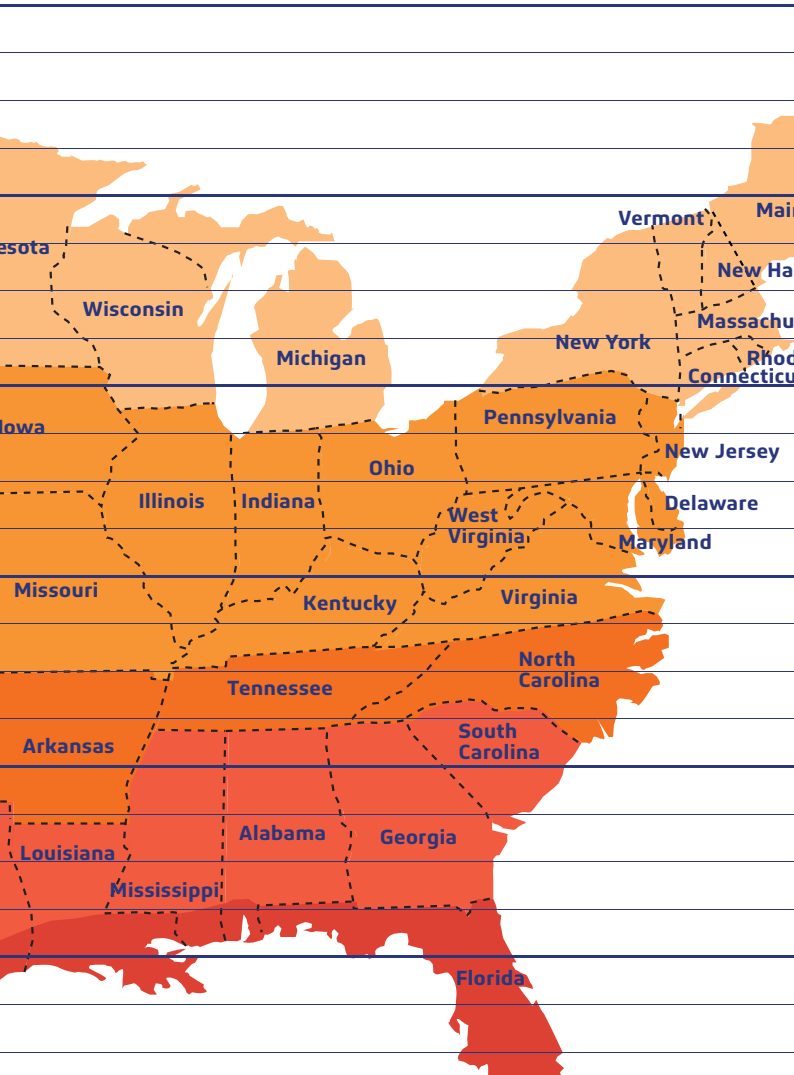 Vermont
Mai
esota
New Ha
Wisconsin
Massachu
New York
Michigan
Rhod
Connecticu
Pennsylvania
Iowa
New Jersey
Ohio
Illinois
Indiana
Delaware
West
Virginia
Maryland
Missouri
Kentucky
Virginia
North
Carolina
Tennessee
South
Carolina
Arkansas
Alabama
Georgia
Louisiana
Mississippi
Florida